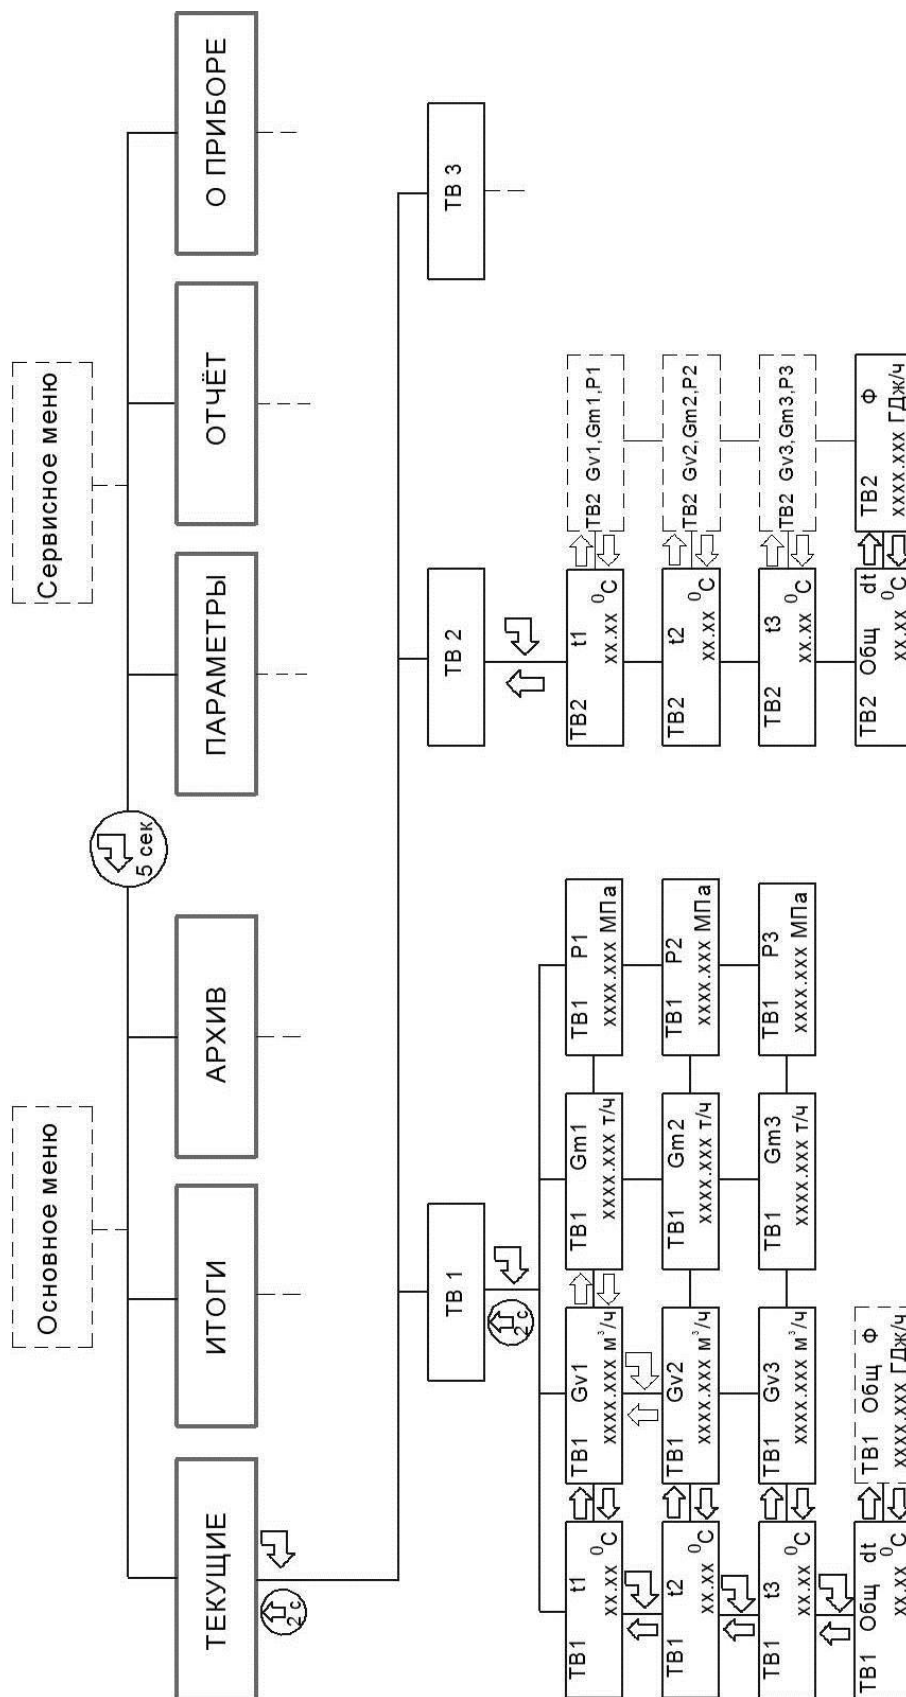 Основное меню
Сервисное меню
5 сек
ТЕКУЩИЕ
ИТОГИ
АРХИВ
ПАРАМЕТРЫ
ОТЧЁТ
О ПРИБОРЕ
2 с
ТВ 1
ТВ 2
ТВ 3
2 с
ТВ1 t1
xx.xx ⁰C
ТВ1 Gv1
xxxx.xxx м³/ч
ТВ1 Gm1
xxxx.xxx т/ч
ТВ1 P1
xxxx.xxx МПа
ТВ2 t1
xx.xx ⁰C
ТВ2 Gv1,Gm1,P1
ТВ1 t2
xx.xx ⁰C
ТВ1 Gv2
xxxx.xxx м³/ч
ТВ1 Gm2
xxxx.xxx т/ч
ТВ1 P2
xxxx.xxx МПа
ТВ2 t2
xx.xx ⁰C
ТВ2 Gv2,Gm2,P2
ТВ1 t3
xx.xx ⁰C
ТВ1 Gv3
xxxx.xxx м³/ч
ТВ1 Gm3
xxxx.xxx т/ч
ТВ1 P3
xxxx.xxx МПа
ТВ2 t3
xx.xx ⁰C
ТВ2 Gv3,Gm3,P3
ТВ1 Общ dt
xx.xx ⁰C
ТВ1 Общ Ф
xxxx.xxx ГДж/ч
ТВ2 Общ dt
xx.xx ⁰C
ТВ2 Ф
xxxx.xxx ГДж/ч